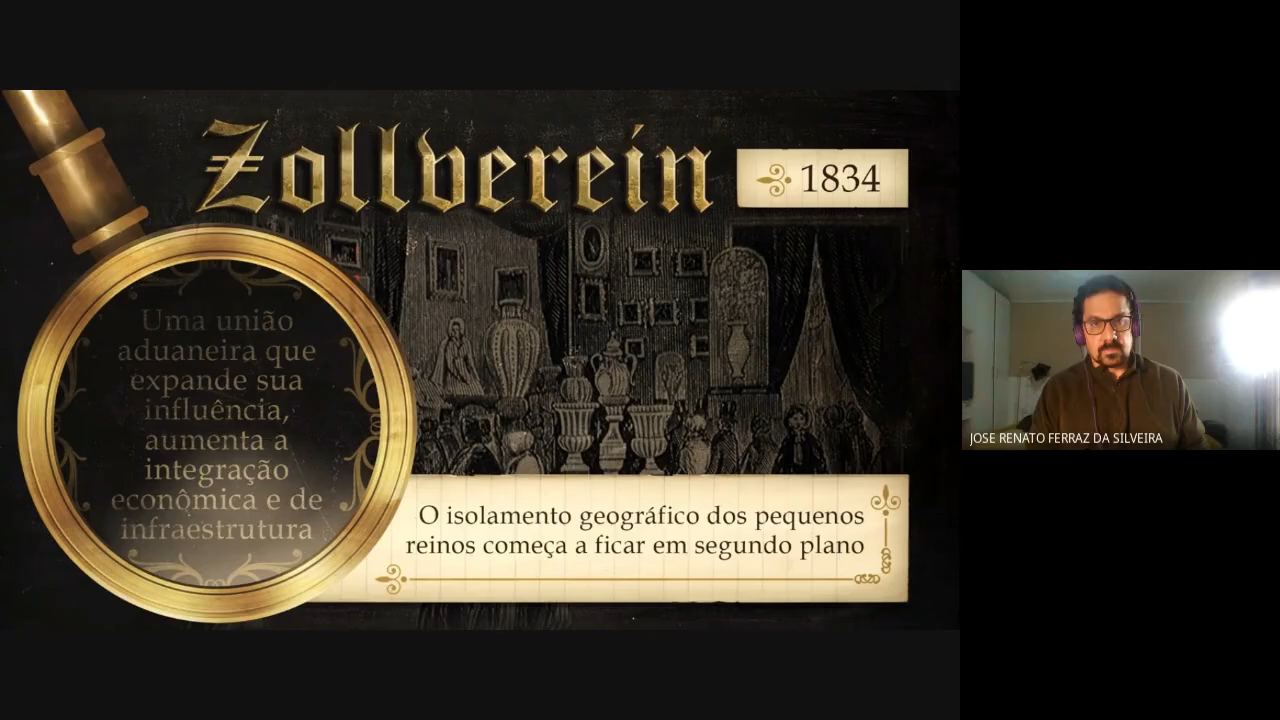 Zollverein
1834
Uma união
aduaneira que
expande sua
influência,
aumenta a
integração
econômica e de
infraestrutura
O isolamento geográfico dos pequenos
reinos começa a ficar em segundo plano
JOSE RENATO FERRAZ DA SILVEIRA